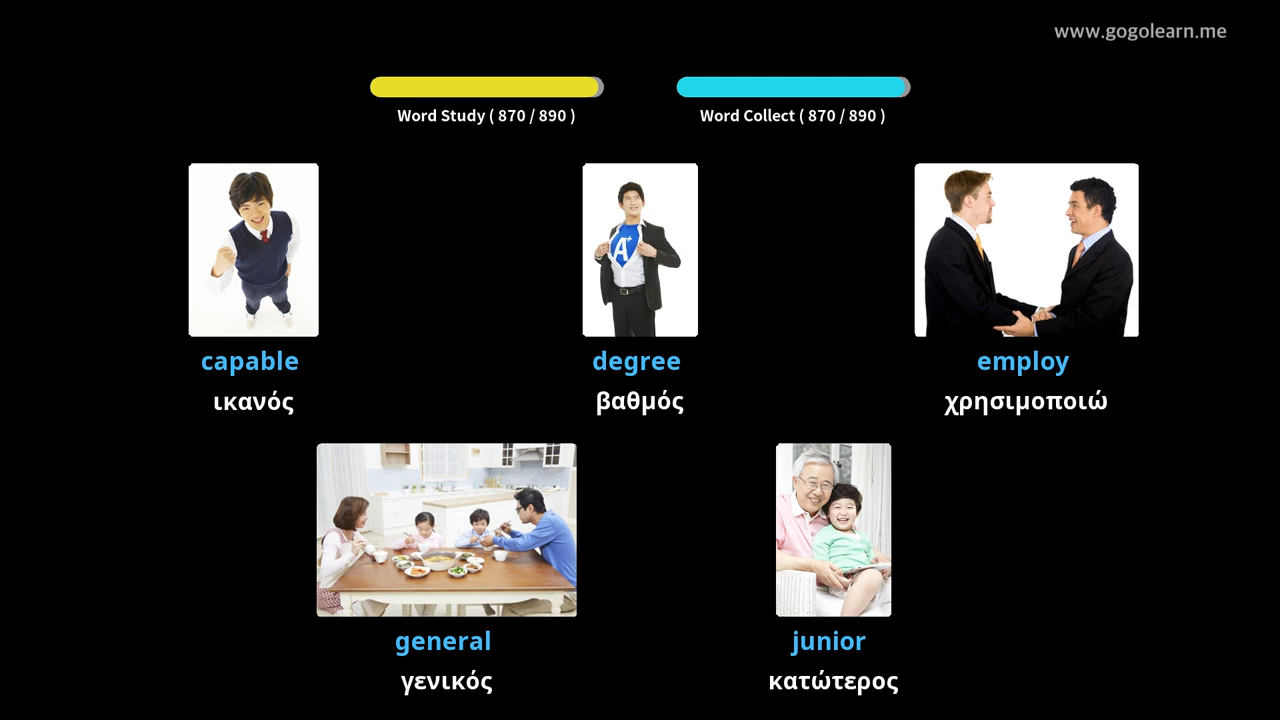 www.gogolearn.me
Word Study ( 870 / 890 )
Word Collect ( 870 / 890 )
A+
capable
ικανός
degree
βαθμός
employ
χρησιμοποιώ
general
γενικός
junior
κατώτερος